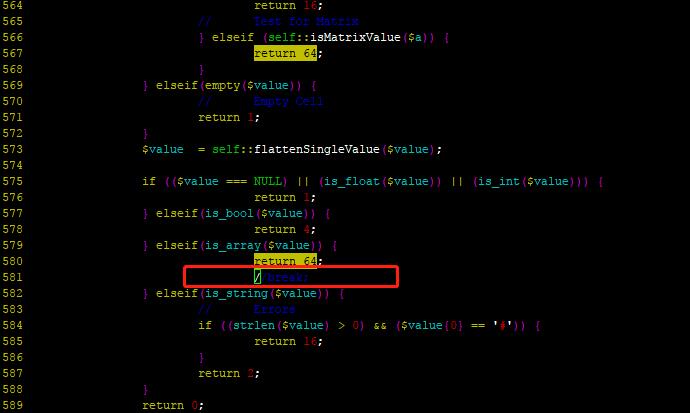 564 return 16;
565 // Test for Matrix
566 } elseif (self::isMatrixValue($a)) {
567 return 64;
568 }
569 } elseif(empty($value)) {
570 // Empty Cell
571 return 1;
572 }
573 $value = self::flattenSingleValue($value);
574
575 if (($value === NULL) || (is_float($value)) || (is_int($value))) {
576 return 1;
577 } elseif(is_bool($value)) {
578 return 4;
579 } elseif(is_array($value)) {
580 return 64;
581 //break;
582 } elseif(is_string($value)) {
583 // Errors
584 if ((strlen($value) > 0) && ($value{0} == '#')) {
585 return 16;
586 }
587 return 2;
588 }
589 return 0;